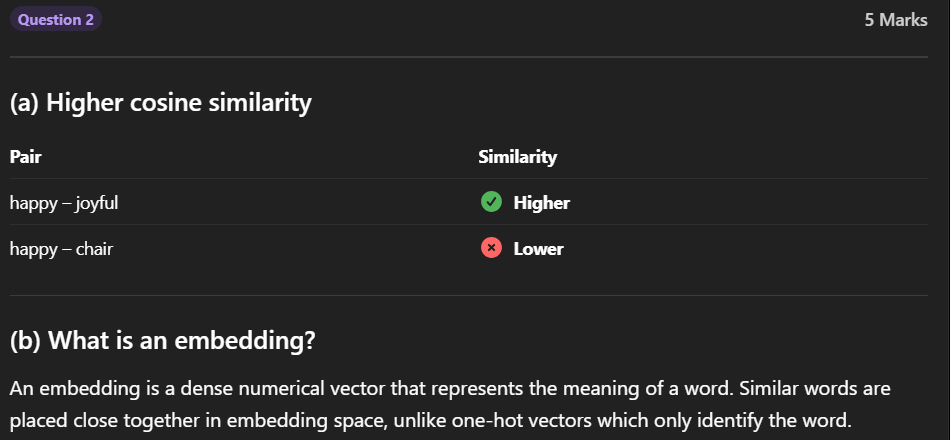 Question 2
5 Marks
(a) Higher cosine similarity
Pair Similarity
happy – joyful Higher
happy – chair Lower
(b) What is an embedding?
An embedding is a dense numerical vector that represents the meaning of a word. Similar words are
placed close together in embedding space, unlike one-hot vectors which only identify the word.